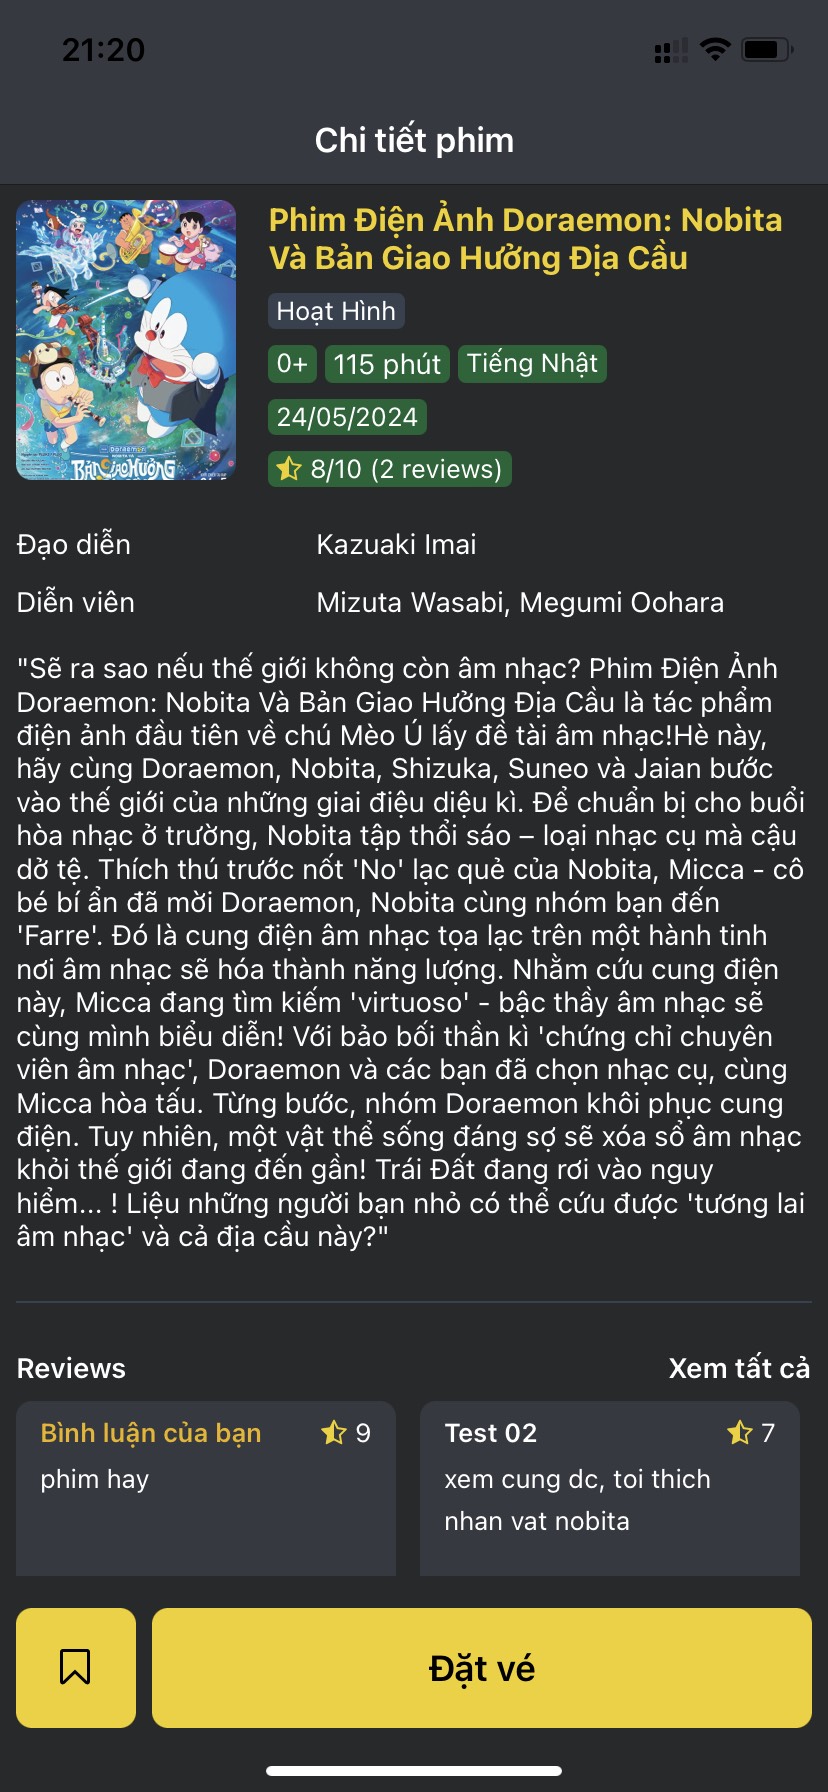 21:20
Chi tiết phim
Doraemon
NOBITA VÀ
BẢN GIAO HƯỞNG
Phim Điện Ảnh Doraemon: Nobita
Và Bản Giao Hưởng Địa Cầu
Hoạt Hình
0+ 115 phút Tiếng Nhật
24/05/2024
8/10 (2 reviews)
Đạo diễn Kazuaki Imai
Diễn viên Mizuta Wasabi, Megumi Oohara
"Sẽ ra sao nếu thế giới không còn âm nhạc? Phim Điện Ảnh
Doraemon: Nobita Và Bản Giao Hưởng Địa Cầu là tác phẩm
điện ảnh đầu tiên về chú Mèo Ú lấy đề tài âm nhạc!Hè này,
hãy cùng Doraemon, Nobita, Shizuka, Suneo và Jaian bước
vào thế giới của những giai điệu diệu kì. Để chuẩn bị cho buổi
hòa nhạc ở trường, Nobita tập thổi sáo – loại nhạc cụ mà cậu
dở tệ. Thích thú trước nốt 'No' lạc quẻ của Nobita, Micca - cô
bé bí ẩn đã mời Doraemon, Nobita cùng nhóm bạn đến
'Farre'. Đó là cung điện âm nhạc tọa lạc trên một hành tinh
nơi âm nhạc sẽ hóa thành năng lượng. Nhằm cứu cung điện
này, Micca đang tìm kiếm 'virtuoso' - bậc thầy âm nhạc sẽ
cùng mình biểu diễn! Với bảo bối thần kì 'chứng chỉ chuyên
viên âm nhạc', Doraemon và các bạn đã chọn nhạc cụ, cùng
Micca hòa tấu. Từng bước, nhóm Doraemon khôi phục cung
điện. Tuy nhiên, một vật thể sống đáng sợ sẽ xóa sổ âm nhạc
khỏi thế giới đang đến gần! Trái Đất đang rơi vào nguy
hiểm... ! Liệu những người bạn nhỏ có thể cứu được 'tương lai
âm nhạc' và cả địa cầu này?"
Reviews Xem tất cả
Bình luận của bạn 9
phim hay
Test 02 7
xem cung dc, toi thich
nhan vat nobita
Đặt vé